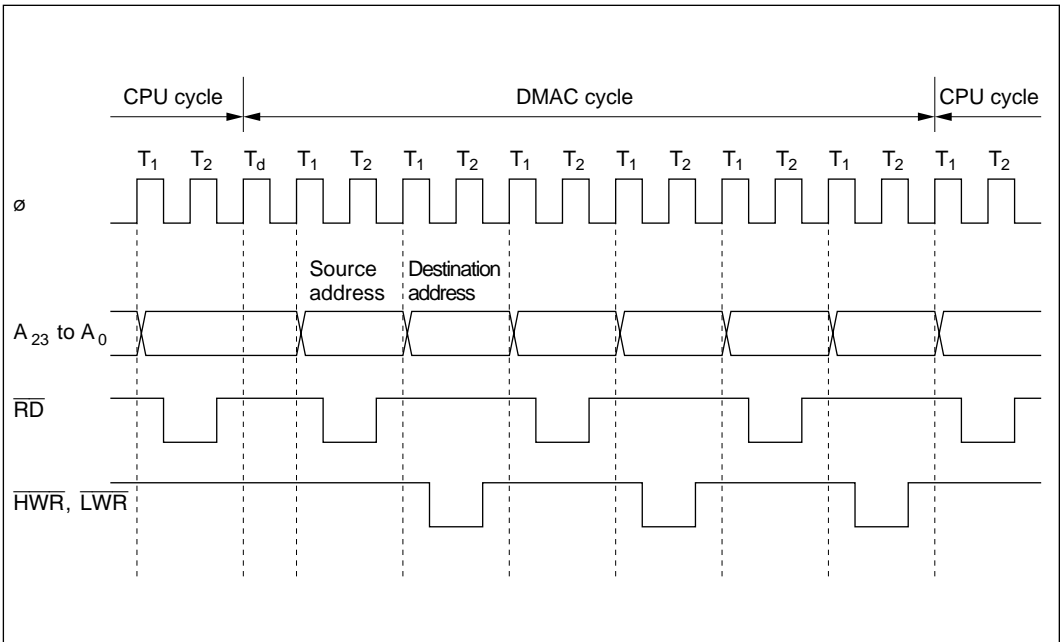 CPU cycle DMAC cycle CPU cycle
T1 T2 Td T1 T2 T1 T2 T1 T2 T1 T2 T1 T2 T1 T2 T1 T2
ø
Source address
Destination address
A23 to A0
RD
HWR, LWR